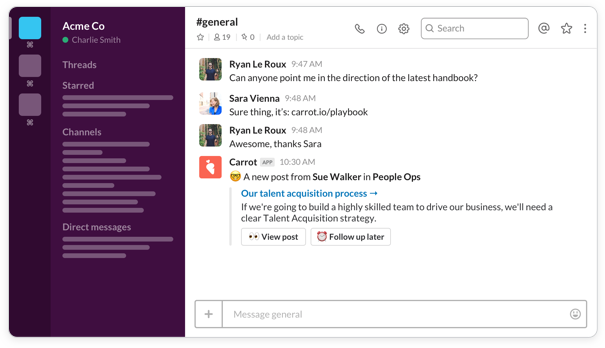 Acme Co
Charlie Smith
Threads
Starred
Channels
Direct messages
#general
19
0
Add a topic
Search
Ryan Le Roux 9:47 AM
Can anyone point me in the direction of the latest handbook?
Sara Vienna 9:48 AM
Sure thing, it's: carrot.io/playbook
Ryan Le Roux 9:48 AM
Awesome, thanks Sara
Carrot APP 10:30 AM
🤓 A new post from Sue Walker in People Ops
Our talent acquisition process →
If we're going to build a highly skilled team to drive our business, we'll need a
clear Talent Acquisition strategy.
👀 View post
⏰ Follow up later
+ Message general